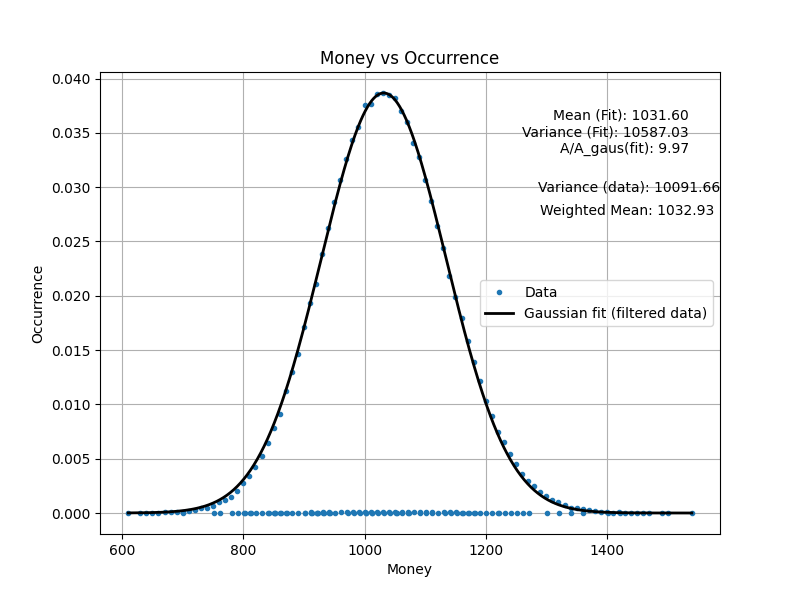 Money vs Occurrence
0.040
0.035
0.030
0.025
0.020
0.015
0.010
0.005
0.000
Occurrence
Mean (Fit): 1031.60
Variance (Fit): 10587.03
A/A_gaus(fit): 9.97
Variance (data): 10091.66
Weighted Mean: 1032.93
Data
Gaussian fit (filtered data)
600 800 1000 1200 1400
Money